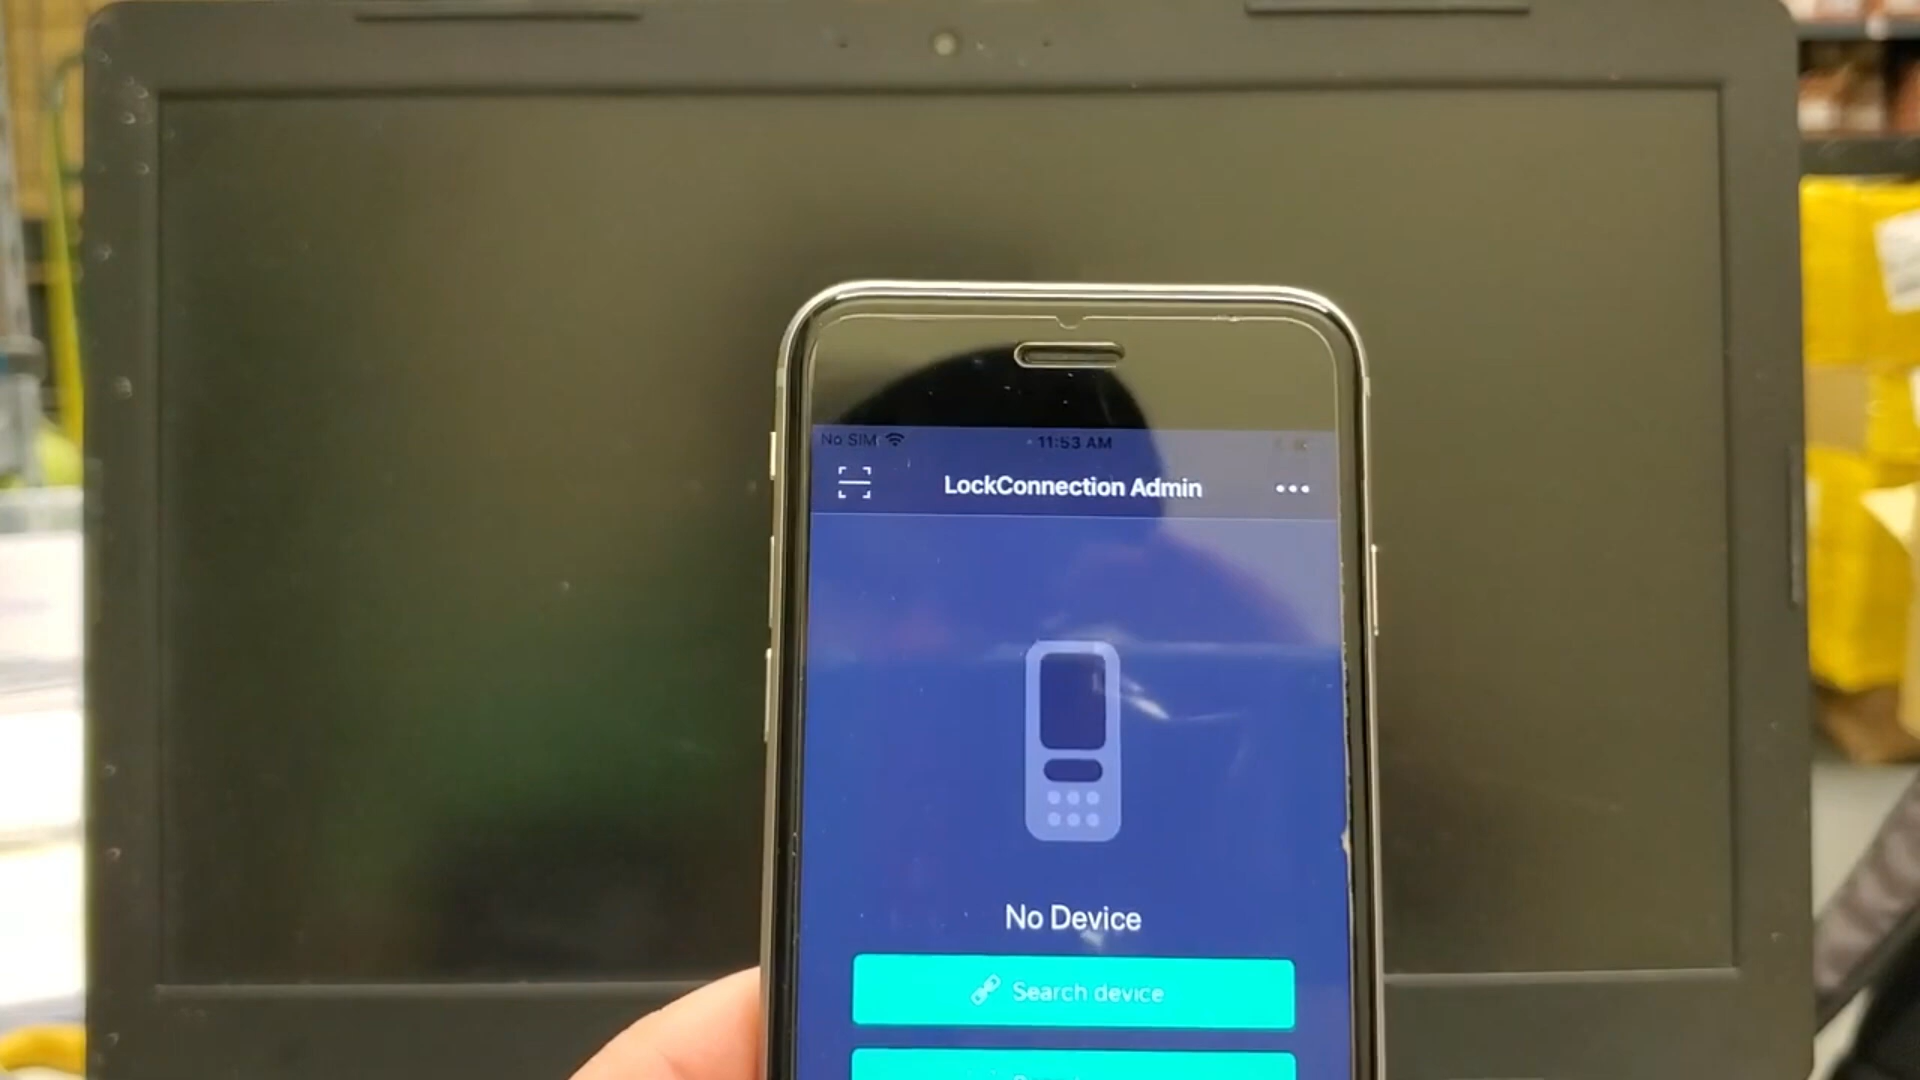 No SIM 11:53 AM
LockConnection Admin
No Device
Search device